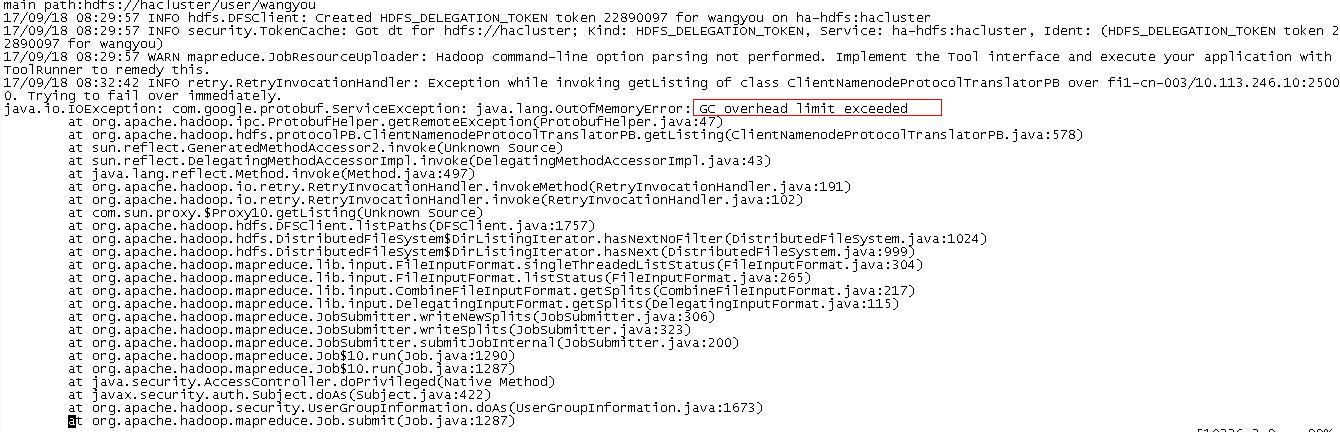 main path:hdfs://hacluster/user/wangyou
17/09/18 08:29:57 INFO hdfs.DFSClient: Created HDFS_DELEGATION_TOKEN token 22890097 for wangyou on ha-hdfs:hacluster
17/09/18 08:29:57 INFO security.TokenCache: Got dt for hdfs://hacluster; Kind: HDFS_DELEGATION_TOKEN, Service: ha-hdfs:hacluster, Ident: (HDFS_DELEGATION_TOKEN token 2
2890097 for wangyou)
17/09/18 08:29:57 WARN mapreduce.JobResourceUploader: Hadoop command-line option parsing not performed. Implement the Tool interface and execute your application with
ToolRunner to remedy this.
17/09/18 08:32:42 INFO retry.RetryInvocationHandler: Exception while invoking getListing of class ClientNamenodeProtocolTranslatorPB over fi1-cn-003/10.113.246.10:2500
0. Trying to fail over immediately.
java.io.IOException: com.google.protobuf.ServiceException: java.lang.OutOfMemoryError: GC overhead limit exceeded
at org.apache.hadoop.ipc.ProtobufHelper.getRemoteException(ProtobufHelper.java:47)
at org.apache.hadoop.hdfs.protocolPB.ClientNamenodeProtocolTranslatorPB.getListing(ClientNamenodeProtocolTranslatorPB.java:578)
at sun.reflect.GeneratedMethodAccessor2.invoke(Unknown Source)
at sun.reflect.DelegatingMethodAccessorImpl.invoke(DelegatingMethodAccessorImpl.java:43)
at java.lang.reflect.Method.invoke(Method.java:497)
at org.apache.hadoop.io.retry.RetryInvocationHandler.invokeMethod(RetryInvocationHandler.java:191)
at org.apache.hadoop.io.retry.RetryInvocationHandler.invoke(RetryInvocationHandler.java:102)
at com.sun.proxy.$Proxy10.getListing(Unknown Source)
at org.apache.hadoop.hdfs.DFSClient.listPaths(DFSClient.java:1757)
at org.apache.hadoop.hdfs.DistributedFileSystem$DirListingIterator.hasNextNoFilter(DistributedFileSystem.java:1024)
at org.apache.hadoop.hdfs.DistributedFileSystem$DirListingIterator.hasNext(DistributedFileSystem.java:999)
at org.apache.hadoop.mapreduce.lib.input.FileInputFormat.singleThreadedListStatus(FileInputFormat.java:304)
at org.apache.hadoop.mapreduce.lib.input.FileInputFormat.listStatus(FileInputFormat.java:265)
at org.apache.hadoop.mapreduce.lib.input.CombineFileInputFormat.getSplits(CombineFileInputFormat.java:217)
at org.apache.hadoop.mapreduce.lib.input.DelegatingInputFormat.getSplits(DelegatingInputFormat.java:115)
at org.apache.hadoop.mapreduce.JobSubmitter.writeNewSplits(JobSubmitter.java:306)
at org.apache.hadoop.mapreduce.JobSubmitter.writeSplits(JobSubmitter.java:323)
at org.apache.hadoop.mapreduce.JobSubmitter.submitJobInternal(JobSubmitter.java:200)
at org.apache.hadoop.mapreduce.Job$10.run(Job.java:1290)
at org.apache.hadoop.mapreduce.Job$10.run(Job.java:1287)
at java.security.AccessController.doPrivileged(Native Method)
at javax.security.auth.Subject.doAs(Subject.java:422)
at org.apache.hadoop.security.UserGroupInformation.doAs(UserGroupInformation.java:1673)
at org.apache.hadoop.mapreduce.Job.submit(Job.java:1287)